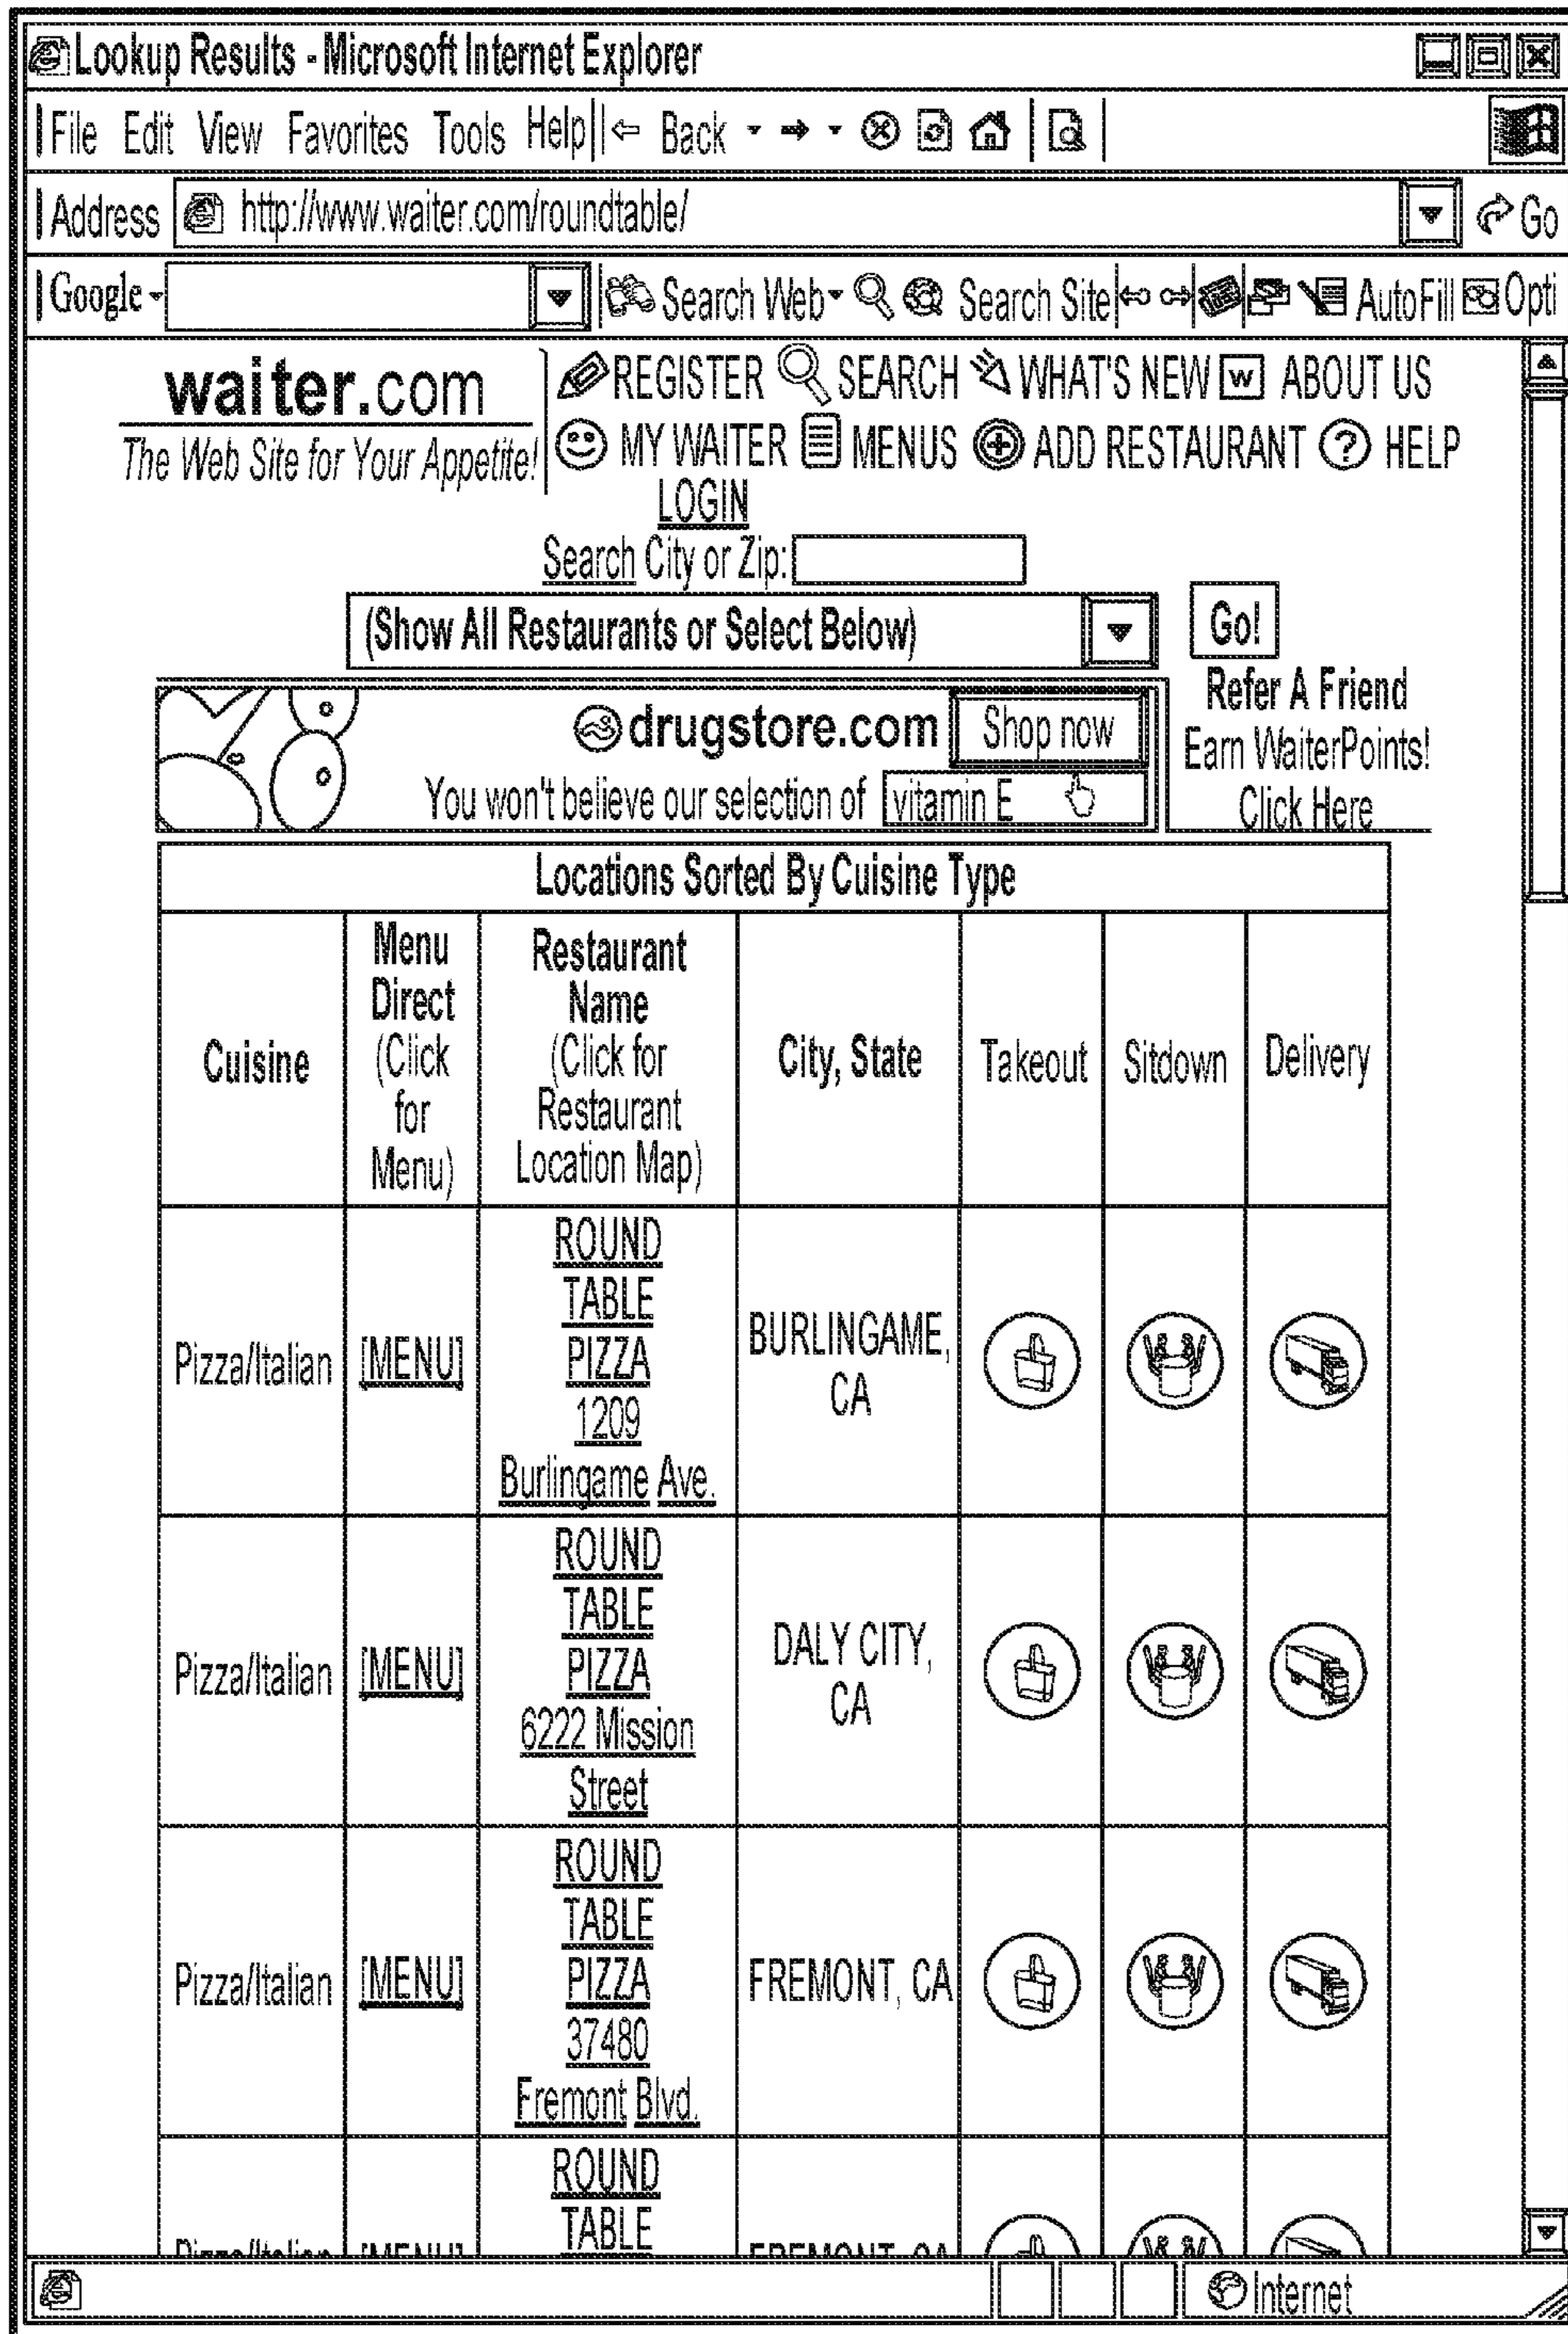 Lookup Results - Microsoft Internet Explorer
File Edit View Favorites Tools Help Back
Address http://www.waiter.com/roundtable/ Go
Google Search Web Search Site AutoFill Opti
waiter.com
The Web Site for Your Appetite!
REGISTER SEARCH WHAT'S NEW W ABOUT US
MY WAITER MENUS ADD RESTAURANT ? HELP
LOGIN
Search City or Zip:
(Show All Restaurants or Select Below) Go!
drugstore.com Shop now
You won't believe our selection of vitamin E
Refer A Friend
Earn WaiterPoints!
Click Here
Locations Sorted By Cuisine Type
Cuisine
Menu
Direct
(Click
for
Menu)
Restaurant
Name
(Click for
Restaurant
Location Map)
City, State
Takeout
Sitdown
Delivery
Pizza/Italian
[MENU]
ROUND
TABLE
PIZZA
1209
Burlingame Ave.
BURLINGAME,
CA
Pizza/Italian
[MENU]
ROUND
TABLE
PIZZA
6222 Mission
Street
DALY CITY,
CA
Pizza/Italian
[MENU]
ROUND
TABLE
PIZZA
37480
Fremont Blvd.
FREMONT, CA
Pizza/Italian
[MENU]
ROUND
TABLE
FREMONT, CA
Internet